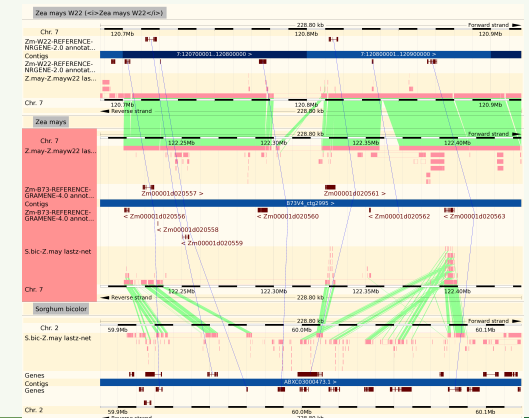 Zea mays W22 (<i>Zea mays W22</i>)
228.80 kb
Forward strand
Chr. 7
120.7Mb 120.8Mb 120.9Mb
Zm-W22-REFERENCE-
NRGENE-2.0 annotat...
Contigs
7:120700001..120800000 > 7:120800001..120900000 >
Zm-W22-REFERENCE-
NRGENE-2.0 annotat...
Z.may-Z.mayw22 las...
Chr. 7
120.7Mb 120.8Mb 120.9Mb
Reverse strand
228.80 kb
Zea mays
228.80 kb
Forward strand
Chr. 7
122.25Mb 122.30Mb 122.35Mb 122.40Mb
Z.may-Z.mayw22 las...
Zm-B73-REFERENCE-
GRAMENE-4.0 annot...
Zm00001d020557 > Zm00001d020561 >
Contigs
B73V4_ctg2995 >
Zm-B73-REFERENCE-
GRAMENE-4.0 annot...
< Zm00001d020556 < Zm00001d020560 < Zm00001d020562 < Zm00001d020563
< Zm00001d020558
< Zm00001d020559
S.bic-Z.may lastz-net
Chr. 7
122.25Mb 122.30Mb 122.35Mb 122.40Mb
Reverse strand
228.80 kb
Sorghum bicolor
228.80 kb
Forward strand
Chr. 2
59.9Mb 60.0Mb 60.1Mb
S.bic-Z.may lastz-net
Genes
Contigs
ABXC03000473.1 >
Genes
Chr. 2
59.9Mb 60.0Mb 60.1Mb
Reverse strand
228.80 kb